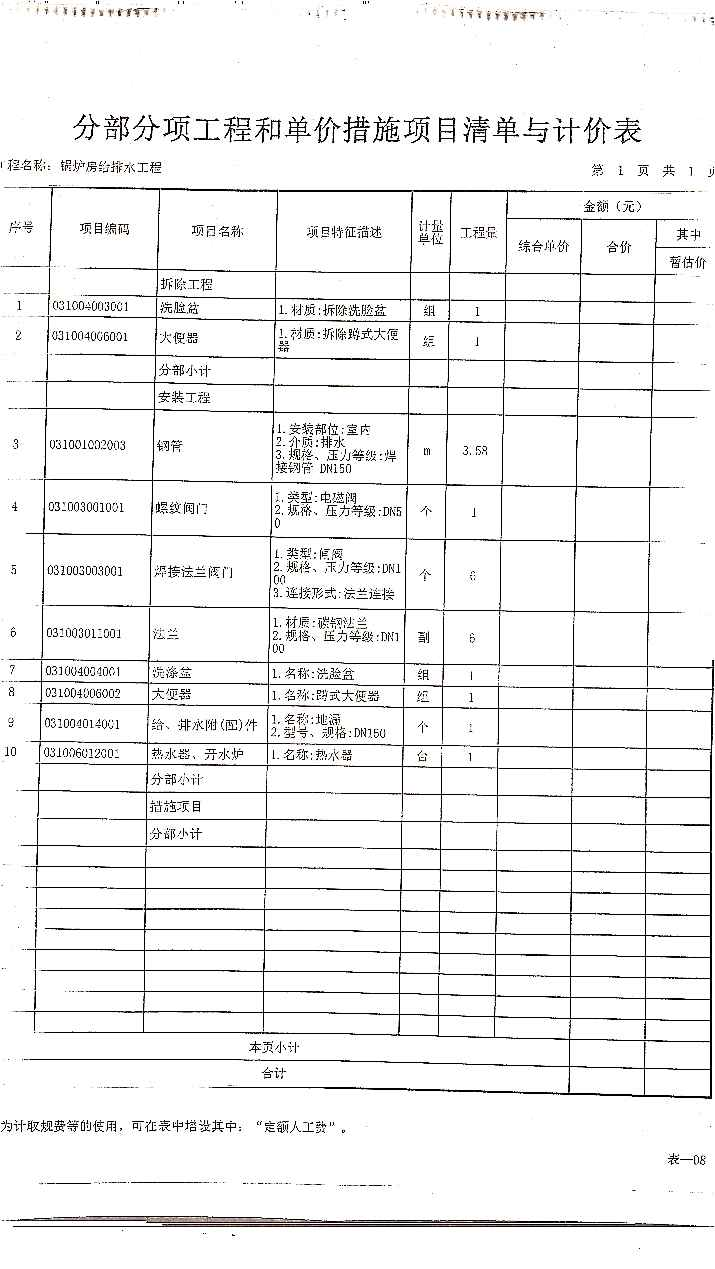 分部分项工程和单价措施项目清单与计价表
程名称：锅炉房给排水工程 第 1 页 共 1 页
序号 项目编码 项目名称 项目特征描述 计量单位 工程量 金额（元）
综合单价 合价 其中
暂估价
拆除工程
1 031004003001 洗脸盆 1.材质:拆除洗脸盆 组 1
2 031004006001 大便器 1.材质:拆除蹲式大便
器 组 1
分部小计
安装工程
3 031001002003 钢管 1.安装部位:室内
2.介质:排水
3.规格、压力等级:焊
接钢管 DN150 m 3.58
4 031003001001 螺纹阀门 1.类型:电磁阀
2.规格、压力等级:DN5
0 个 1
5 031003003001 焊接法兰阀门 1.类型:闸阀
2.规格、压力等级:DN1
00
3.连接形式:法兰连接 个 6
6 031003011001 法兰 1.材质:碳钢法兰
2.规格、压力等级:DN1
00 副 6
7 031004004001 洗涤盆 1.名称:洗脸盆 组 1
8 031004006002 大便器 1.名称:蹲式大便器 组 1
9 031004014001 给、排水附(配)件 1.名称:地漏
2.型号、规格:DN150 个 1
10 031006012001 热水器、开水炉 1.名称:热水器 台 1
分部小计
措施项目
分部小计
本页小计
合计
为计取规费等的使用，可在表中增设其中：“定额人工费”。
表—08